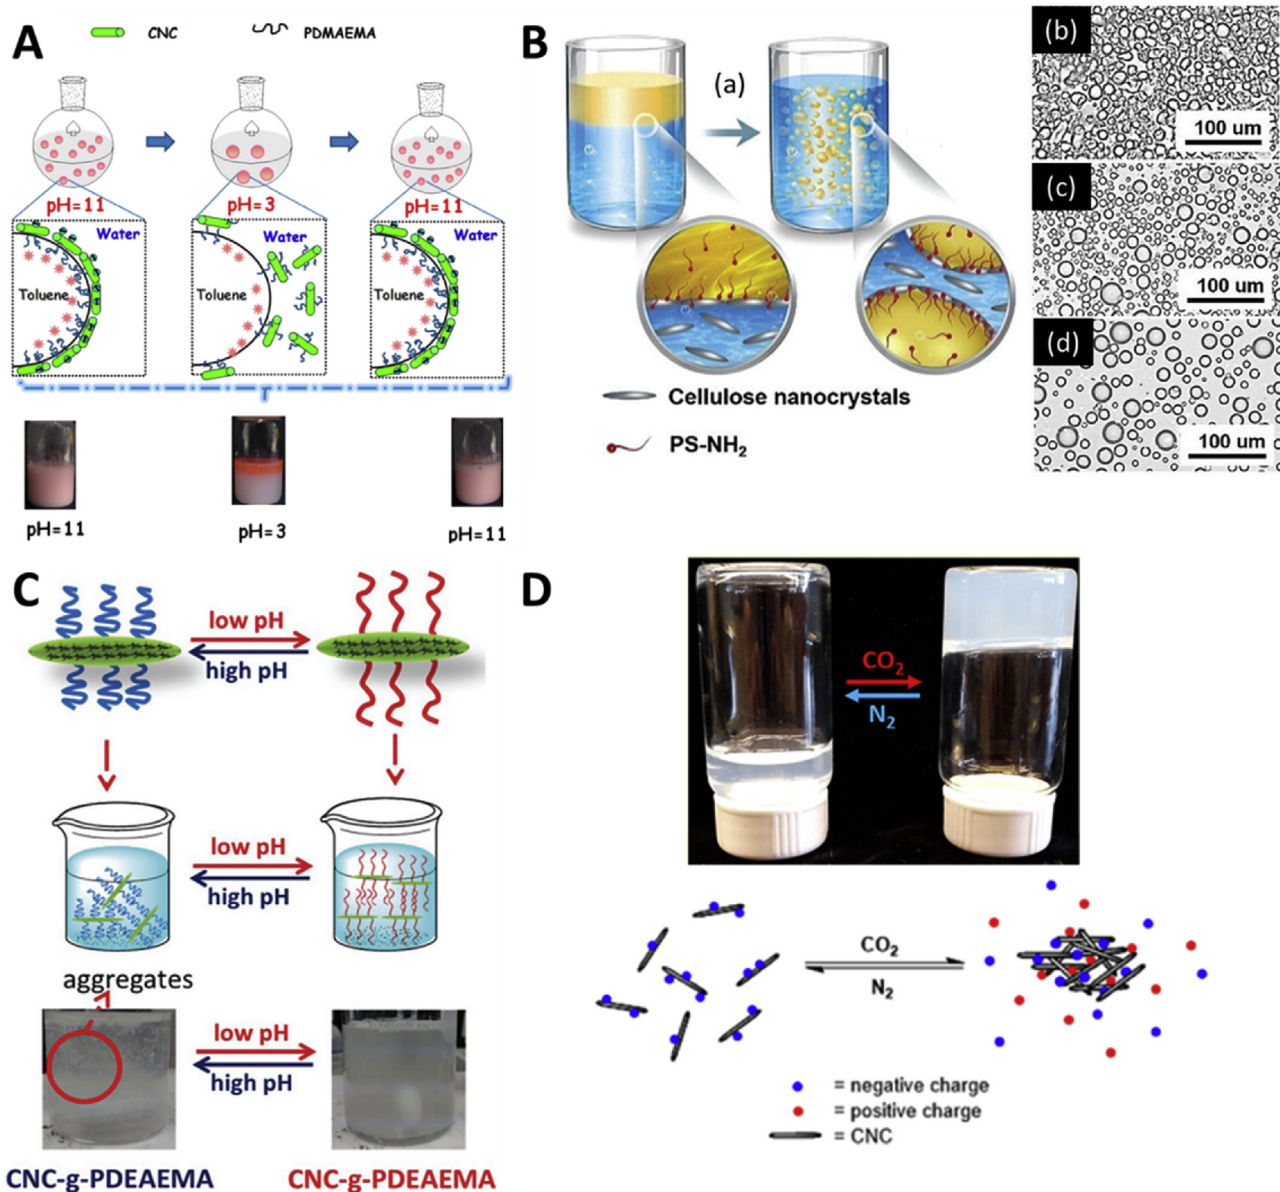 A
CNC
PDMAEMA
pH=11
pH=3
pH=11
Water
Water
Water
Toluene
Toluene
Toluene
pH=11
pH=3
pH=11
B
(a)
Cellulose nanocrystals
PS-NH₂
(b)
100 um
(c)
100 um
(d)
100 um
C
low pH
high pH
low pH
high pH
aggregates
low pH
high pH
CNC-g-PDEAEMA
CNC-g-PDEAEMA
D
CO₂
N₂
CO₂
N₂
= negative charge
= positive charge
= CNC